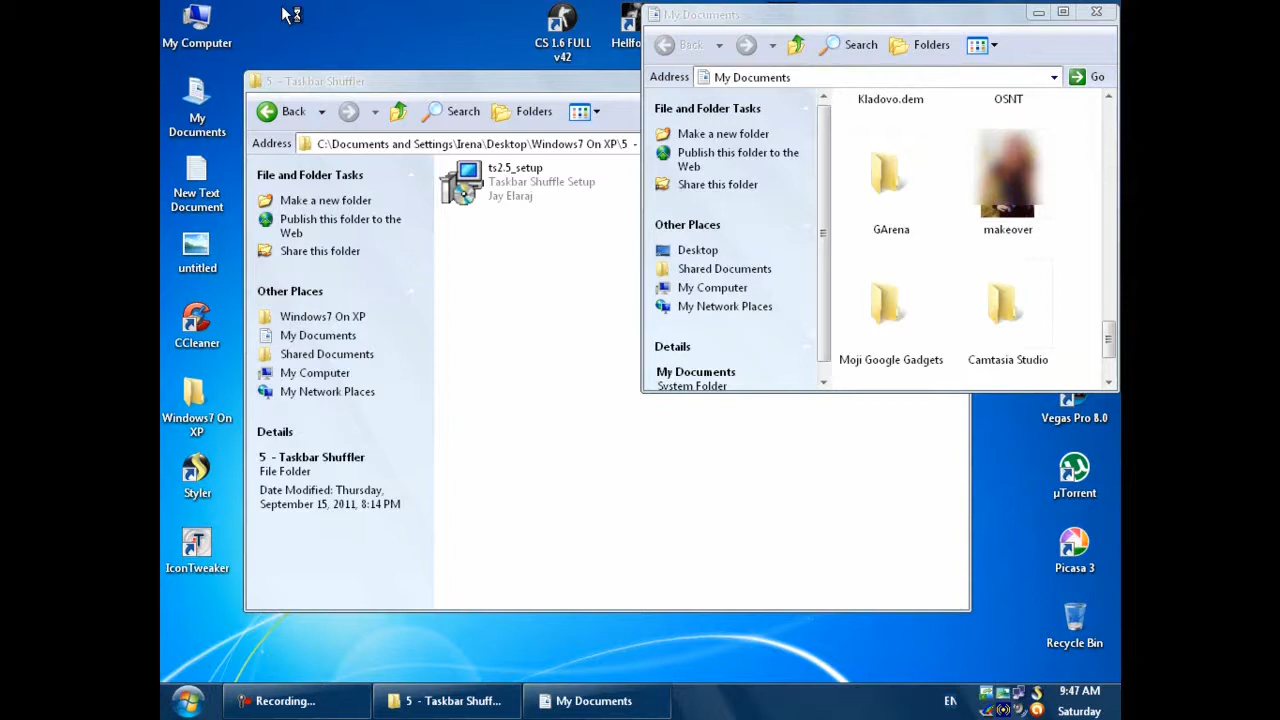 My Computer
My
Documents
New Text
Document
untitled
CCleaner
Windows7 On
XP
Styler
IconTweaker
CS 1.6 FULL
v42
5 - Taskbar Shuffler
Back
Search
Folders
Address
C:\Documents and Settings\Irena\Desktop\Windows7 On XP\5 -
File and Folder Tasks
Make a new folder
Publish this folder to the
Web
Share this folder
Other Places
Windows7 On XP
My Documents
Shared Documents
My Computer
My Network Places
Details
5 - Taskbar Shuffler
File Folder
Date Modified: Thursday,
September 15, 2011, 8:14 PM
ts2.5_setup
Taskbar Shuffle Setup
Jay Elaraj
My Documents
Back
Search
Folders
Address
My Documents
Go
File and Folder Tasks
Make a new folder
Publish this folder to the
Web
Share this folder
Other Places
Desktop
Shared Documents
My Computer
My Network Places
Details
My Documents
System Folder
Kladovo.dem
OSNT
GArena
makeover
Moji Google Gadgets
Camtasia Studio
Vegas Pro 8.0
µTorrent
Picasa 3
Recycle Bin
Recording...
5 - Taskbar Shuff...
My Documents
EN
9:47 AM
Saturday